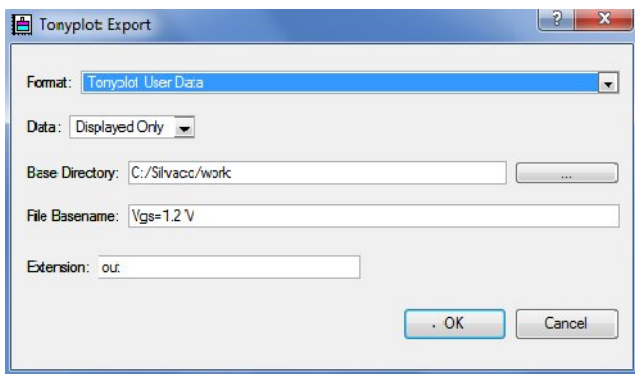 Tonyplot: Export
Format: Tonyplot User Data
Data: Displayed Only
Base Directory: C:/Silvaco/work
...
File Basename: Vgs=1.2 V
Extension: out
OK
Cancel